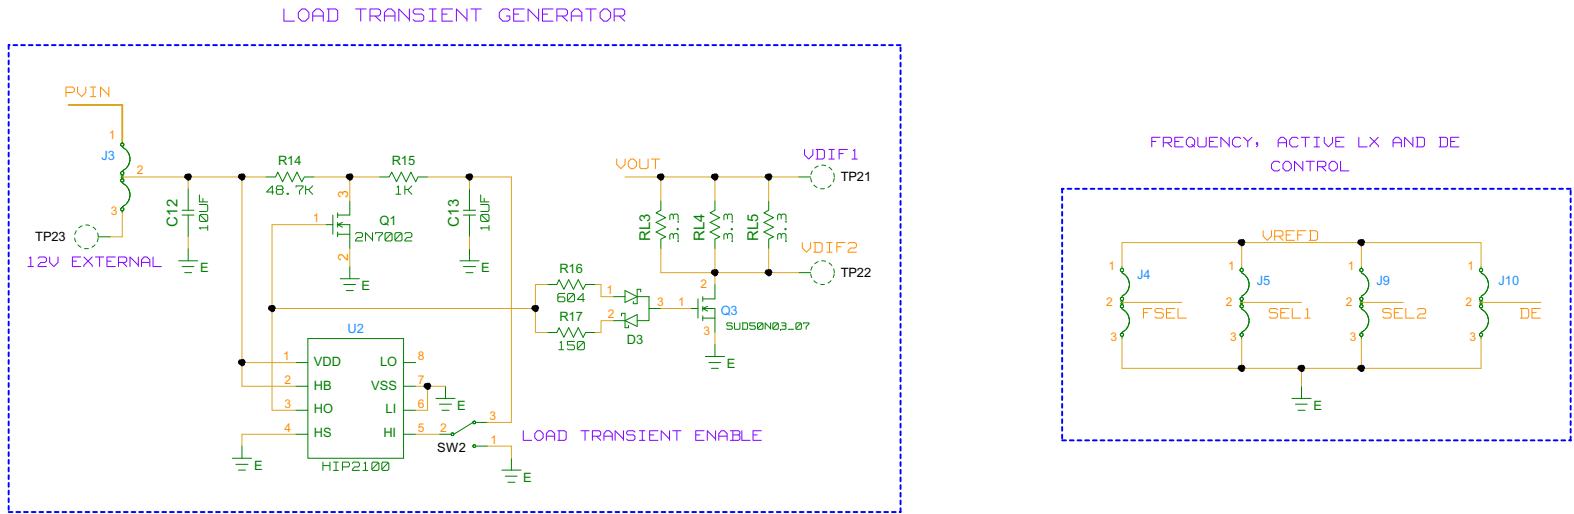 LOAD TRANSIENT GENERATOR
PVIN
1
J3
2
3
TP23
12V EXTERNAL
C12
10UF
E
R14
48.7K
R15
1K
3
1
Q1
2N7002
2
E
C13
10UF
E
VOUT
VDIF1
TP21
RL3
3.3
RL4
3.3
RL5
3.3
VDIF2
TP22
R16
604
R17
150
1
2
3
D3
1
2
Q3
3
SUD50N03_07
E
U2
1
VDD
LO
8
2
HB
VSS
7
3
HO
LI
6
4
HS
HI
5
HIP2100
E
E
2
3
1
SW2
LOAD TRANSIENT ENABLE
E
FREQUENCY, ACTIVE LX AND DE
CONTROL
VREFD
1
J4
2
FSEL
3
1
J5
2
SEL1
3
1
J9
2
SEL2
3
1
J10
2
DE
3
E